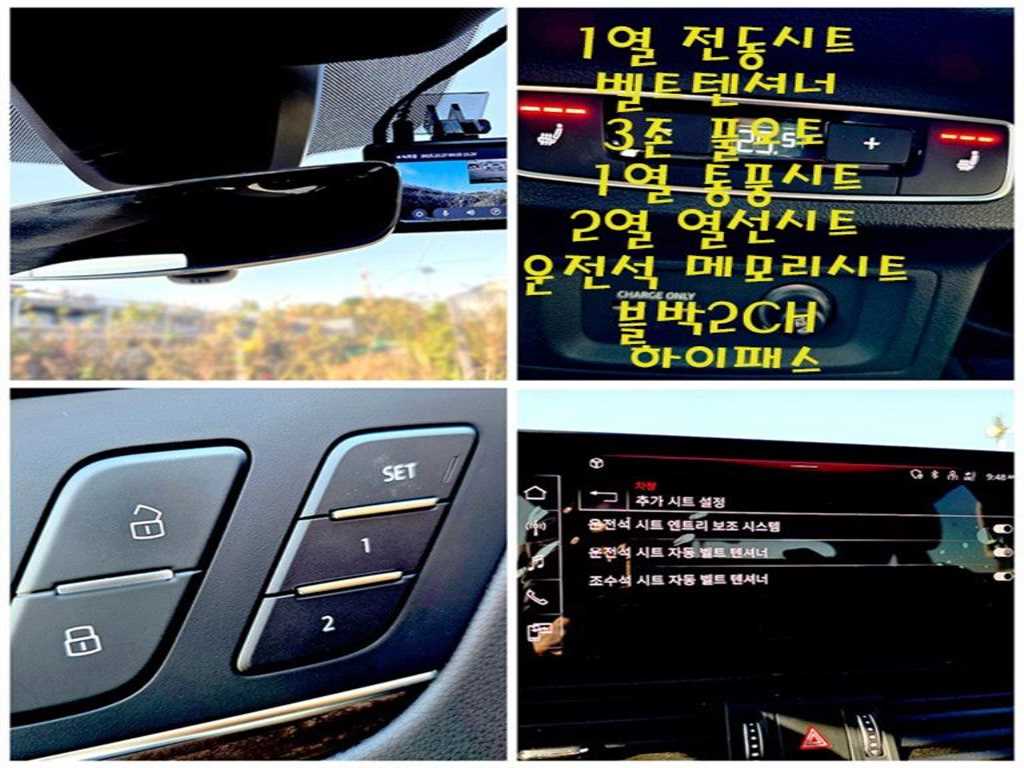 1열 전동시트
벨트텐셔너
3존 풀오토
1열 통풍시트
2열 열선시트
운전석 메모리시트
CHARGE ONLY
블박2CH
하이패스
SET
1
2
9:48
차량
추가 시트 설정
운전석 시트 엔트리 보조 시스템
운전석 시트 자동 벨트 텐셔너
조수석 시트 자동 벨트 텐셔너